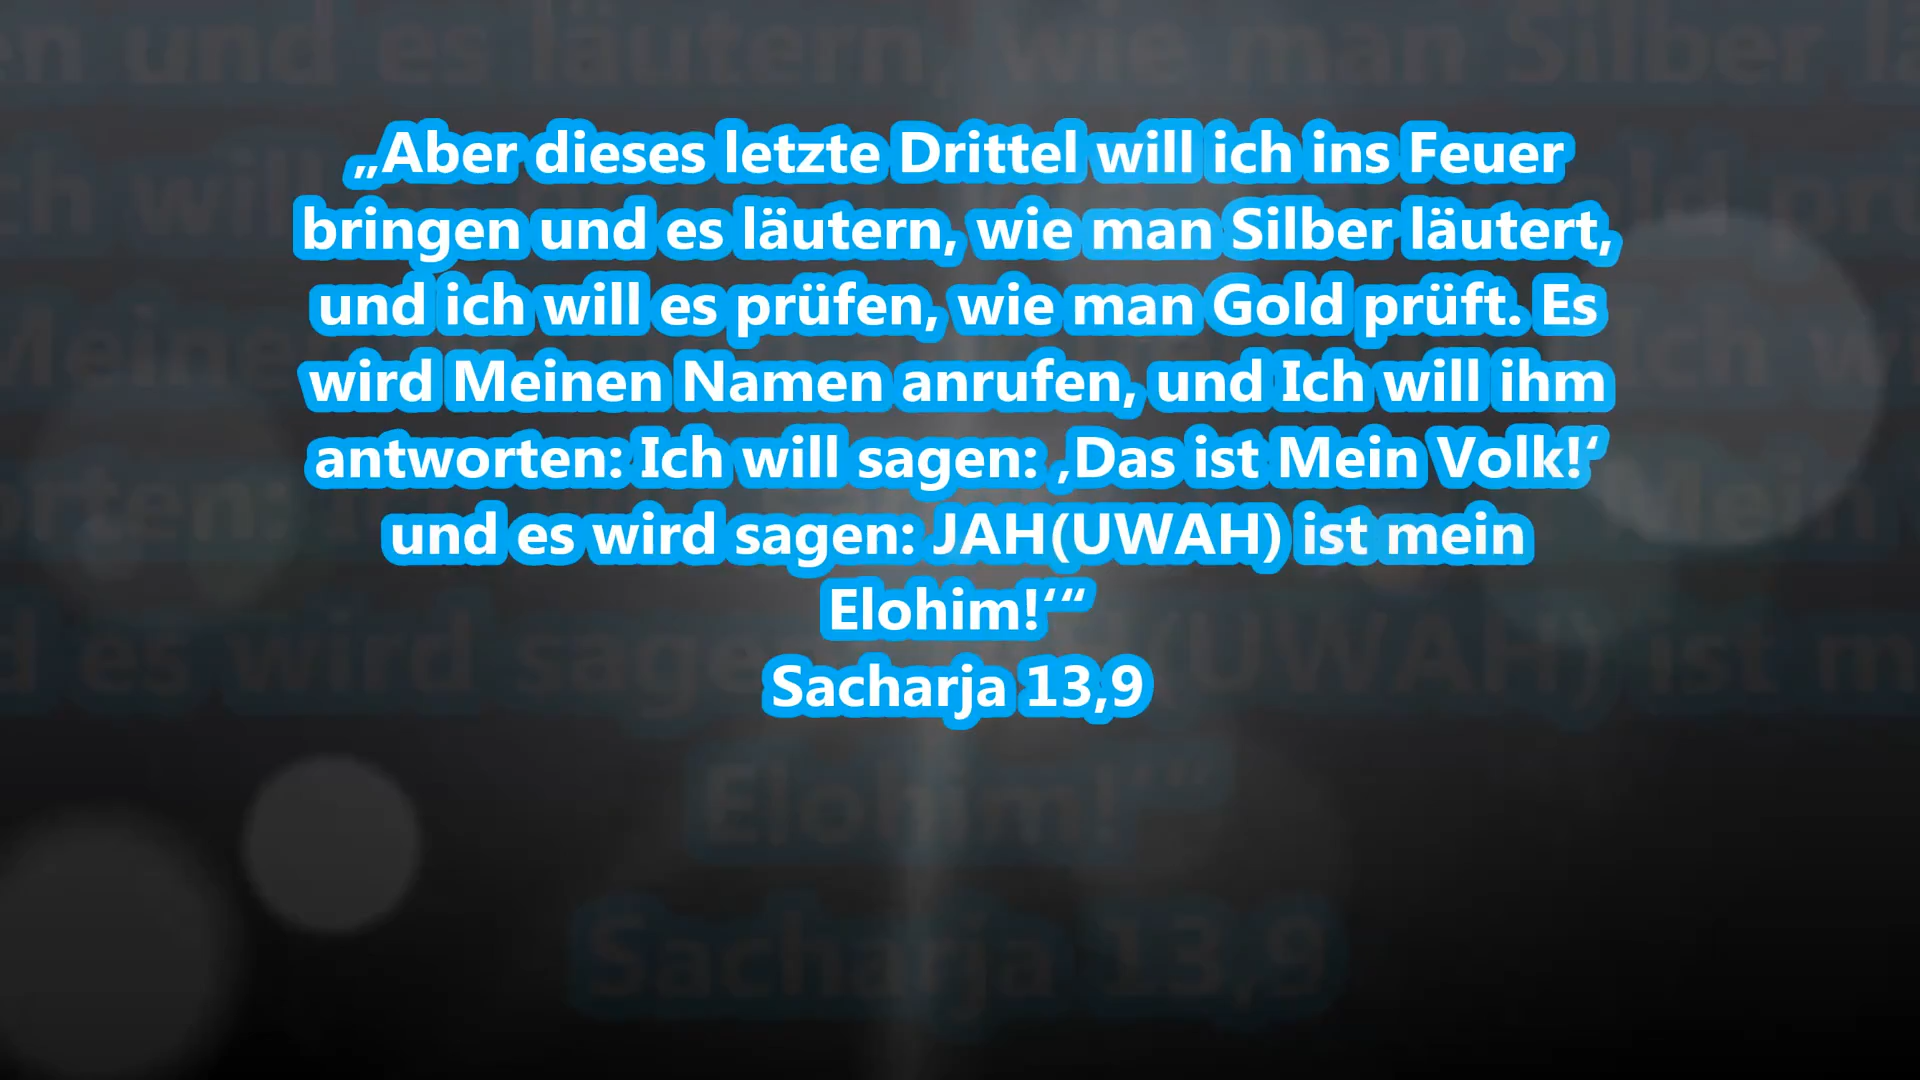 „Aber dieses letzte Drittel will ich ins Feuer
bringen und es läutern, wie man Silber läutert,
und ich will es prüfen, wie man Gold prüft. Es
wird Meinen Namen anrufen, und Ich will ihm
antworten: Ich will sagen: ‚Das ist Mein Volk!‘
und es wird sagen: JAH(UWAH) ist mein
Elohim!‘“
Sacharja 13,9